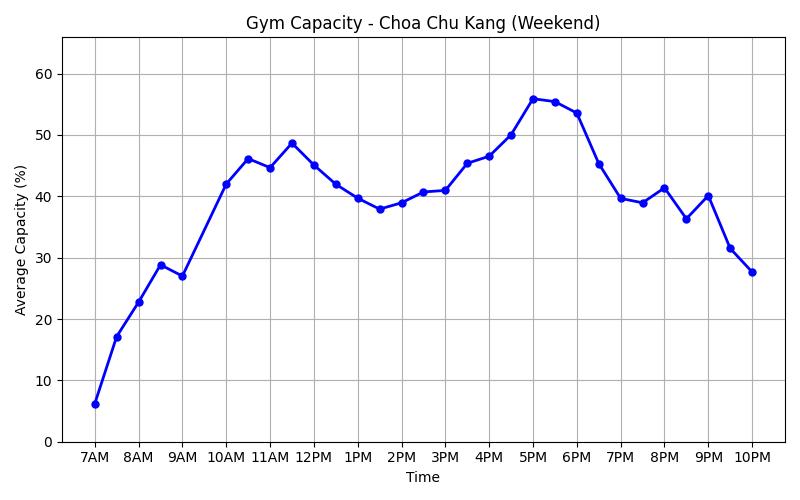 Gym Capacity - Choa Chu Kang (Weekend)
Average Capacity (%)
60
50
40
30
20
10
0
7AM 8AM 9AM 10AM 11AM 12PM 1PM 2PM 3PM 4PM 5PM 6PM 7PM 8PM 9PM 10PM
Time